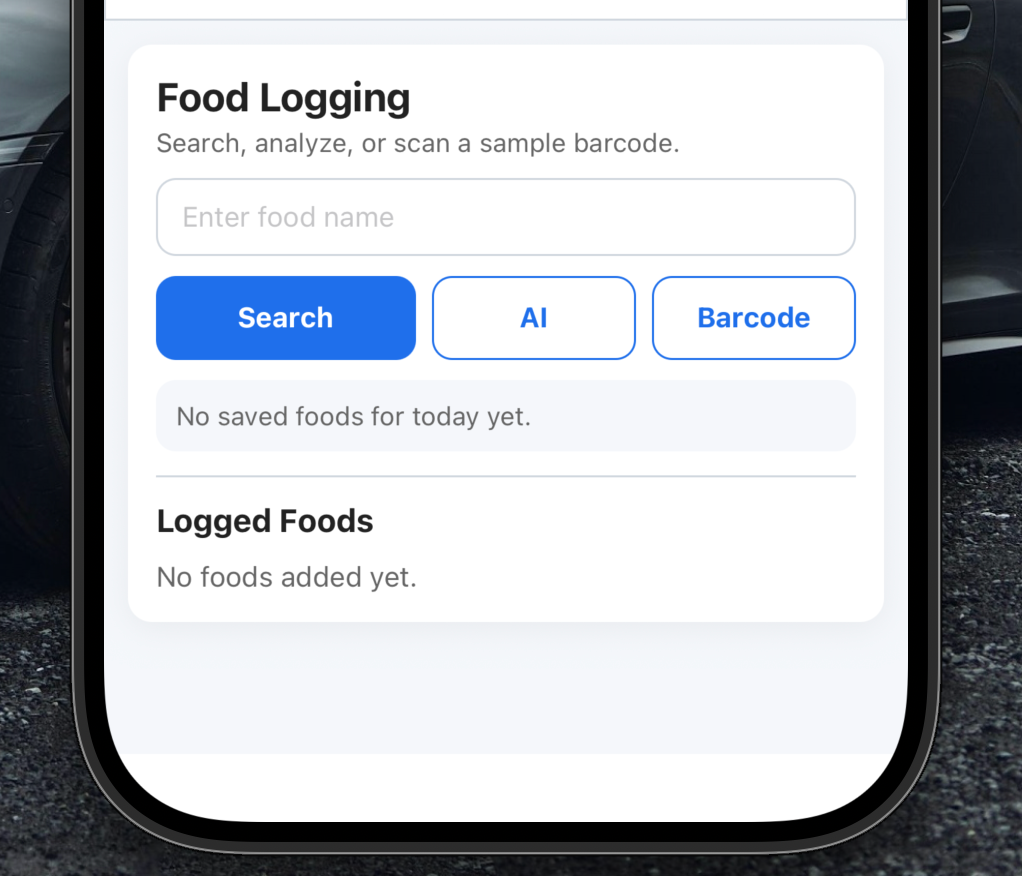 Food Logging
Search, analyze, or scan a sample barcode.
Enter food name
Search
AI
Barcode
No saved foods for today yet.
Logged Foods
No foods added yet.